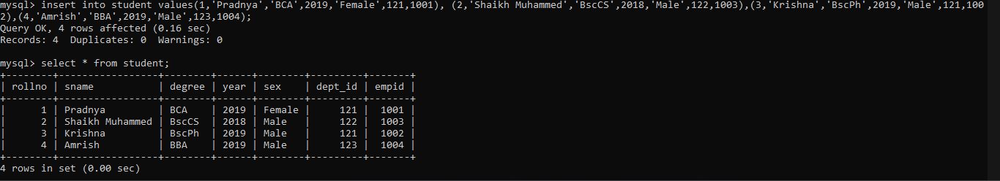 mysql> insert into student values(1,'Pradnya','BCA',2019,'Female',121,1001), (2,'Shaikh Muhammed','BscCS',2018,'Male',122,1003),(3,'Krishna','BscPh',2019,'Male',121,100
2),(4,'Amrish','BBA',2019,'Male',123,1004);
Query OK, 4 rows affected (0.16 sec)
Records: 4  Duplicates: 0  Warnings: 0

mysql> select * from student;
+--------+-----------------+--------+------+--------+---------+-------+
| rollno | sname           | degree | year | sex    | dept_id | empid |
+--------+-----------------+--------+------+--------+---------+-------+
|      1 | Pradnya         | BCA    | 2019 | Female |     121 |  1001 |
|      2 | Shaikh Muhammed | BscCS  | 2018 | Male   |     122 |  1003 |
|      3 | Krishna         | BscPh  | 2019 | Male   |     121 |  1002 |
|      4 | Amrish          | BBA    | 2019 | Male   |     123 |  1004 |
+--------+-----------------+--------+------+--------+---------+-------+
4 rows in set (0.00 sec)